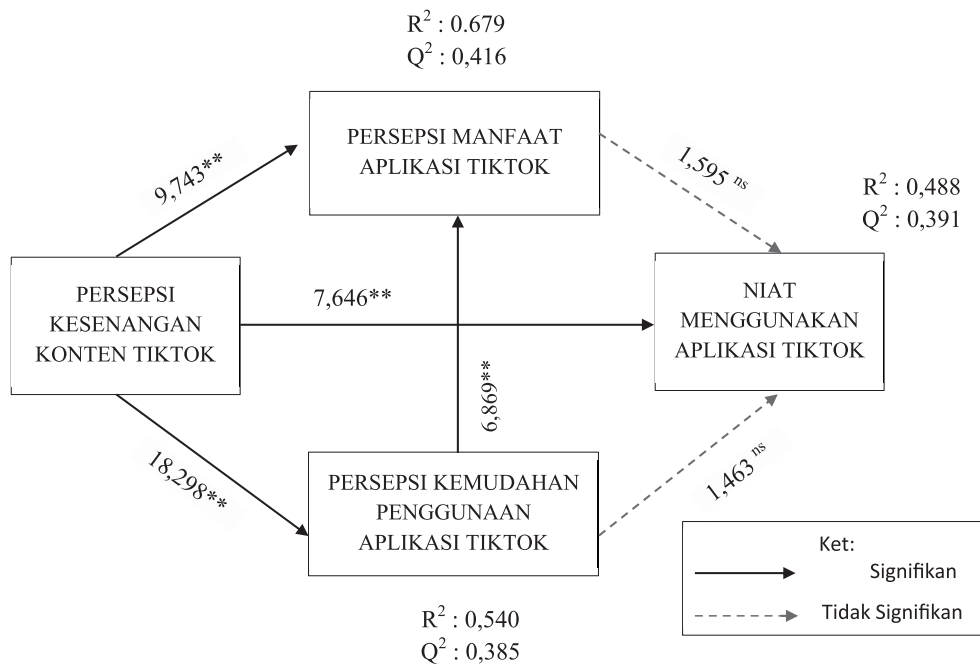 R² : 0.679
Q² : 0,416
PERSEPSI MANFAAT
APLIKASI TIKTOK
9,743**
1,595 ns
R² : 0,488
Q² : 0,391
PERSEPSI
KESENANGAN
KONTEN TIKTOK
7,646**
NIAT
MENGGUNAKAN
APLIKASI TIKTOK
6,869**
18,298**
PERSEPSI KEMUDAHAN
PENGGUNAAN
APLIKASI TIKTOK
1,463 ns
Ket:
Signifikan
Tidak Signifikan
R² : 0,540
Q² : 0,385